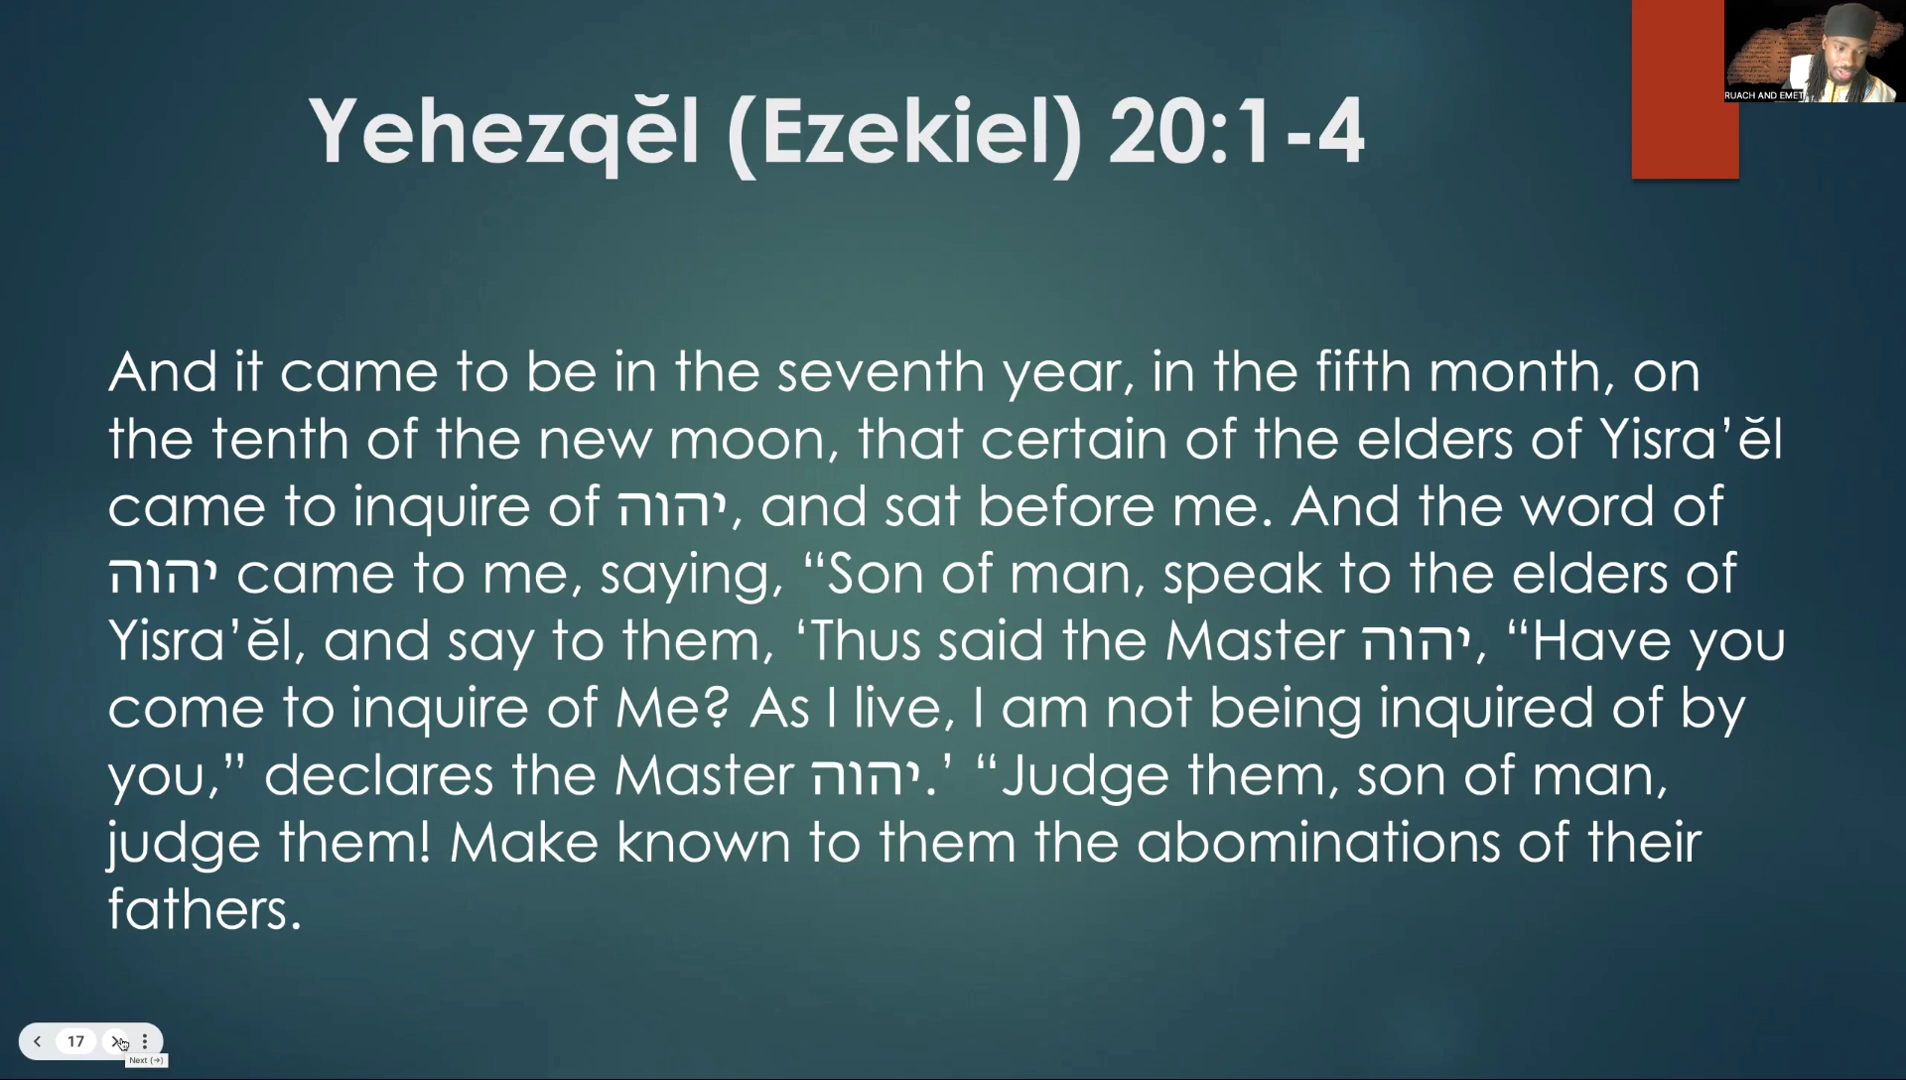 Yehezqĕl (Ezekiel) 20:1-4
RUACH AND EMET
And it came to be in the seventh year, in the fifth month, on
the tenth of the new moon, that certain of the elders of Yisra’ĕl
came to inquire of יהוה, and sat before me. And the word of
יהוה came to me, saying, “Son of man, speak to the elders of
Yisra’ĕl, and say to them, ‘Thus said the Master יהוה, “Have you
come to inquire of Me? As I live, I am not being inquired of by
you,” declares the Master יהוה.’ “Judge them, son of man,
judge them! Make known to them the abominations of their
fathers.
17
Next (→)